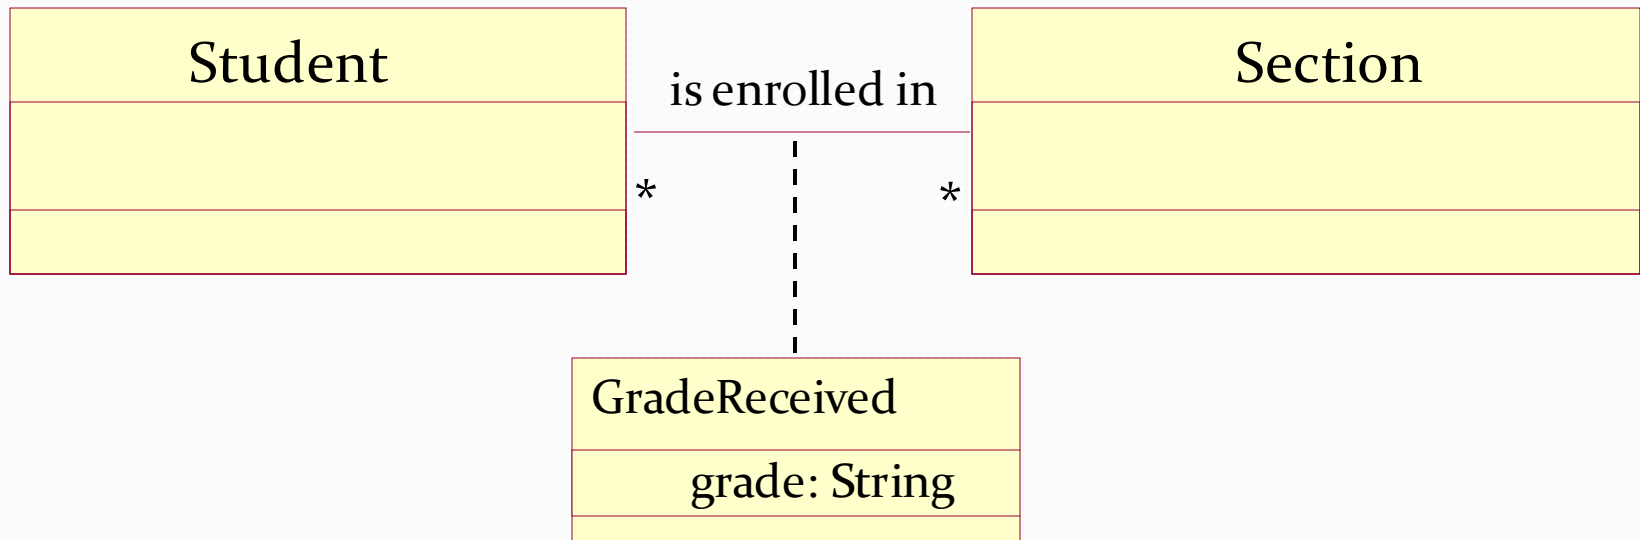 Student
is enrolled in
Section
*
*
GradeReceived
grade: String